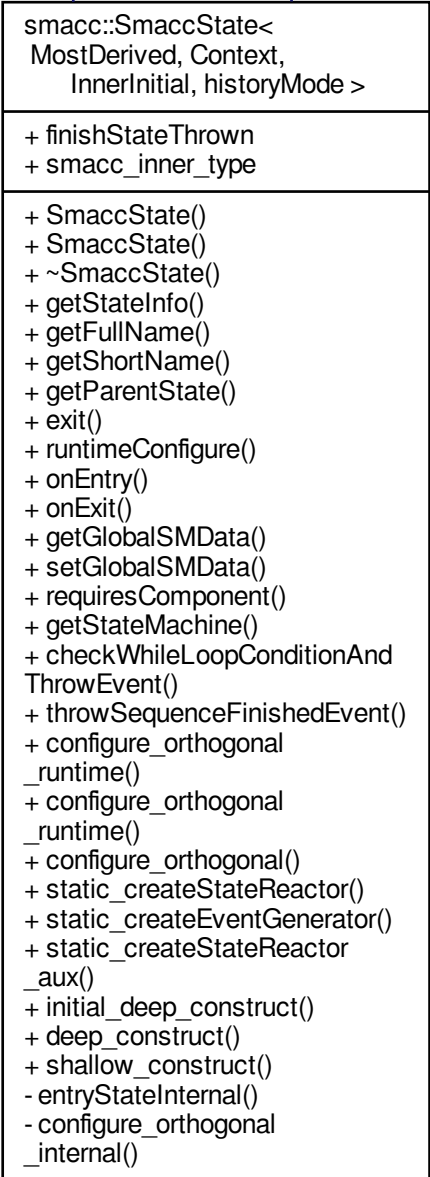 smacc::SmaccState<
MostDerived, Context,
InnerInitial, historyMode >
+ finishStateThrown
+ smacc_inner_type
+ SmaccState()
+ SmaccState()
+ ~SmaccState()
+ getStateInfo()
+ getFullName()
+ getShortName()
+ getParentState()
+ exit()
+ runtimeConfigure()
+ onEntry()
+ onExit()
+ getGlobalSMData()
+ setGlobalSMData()
+ requiresComponent()
+ getStateMachine()
+ checkWhileLoopConditionAnd
ThrowEvent()
+ throwSequenceFinishedEvent()
+ configure_orthogonal
_runtime()
+ configure_orthogonal
_runtime()
+ configure_orthogonal()
+ static_createStateReactor()
+ static_createEventGenerator()
+ static_createStateReactor
_aux()
+ initial_deep_construct()
+ deep_construct()
+ shallow_construct()
- entryStateInternal()
- configure_orthogonal
_internal()